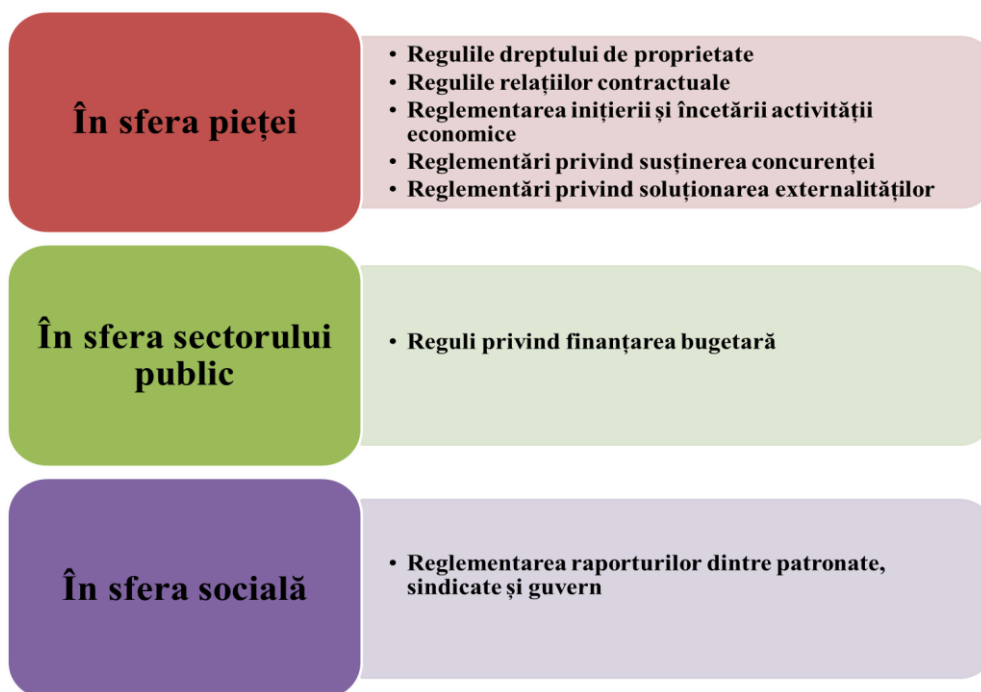 În sfera pieței
• Regulile dreptului de proprietate
• Regulile relațiilor contractuale
• Reglementarea inițierii și încetării activității
economice
• Reglementări privind susținerea concurenței
• Reglementări privind soluționarea externalităților
În sfera sectorului
public
• Reguli privind finanțarea bugetară
În sfera socială
• Reglementarea raporturilor dintre patronate,
sindicate și guvern